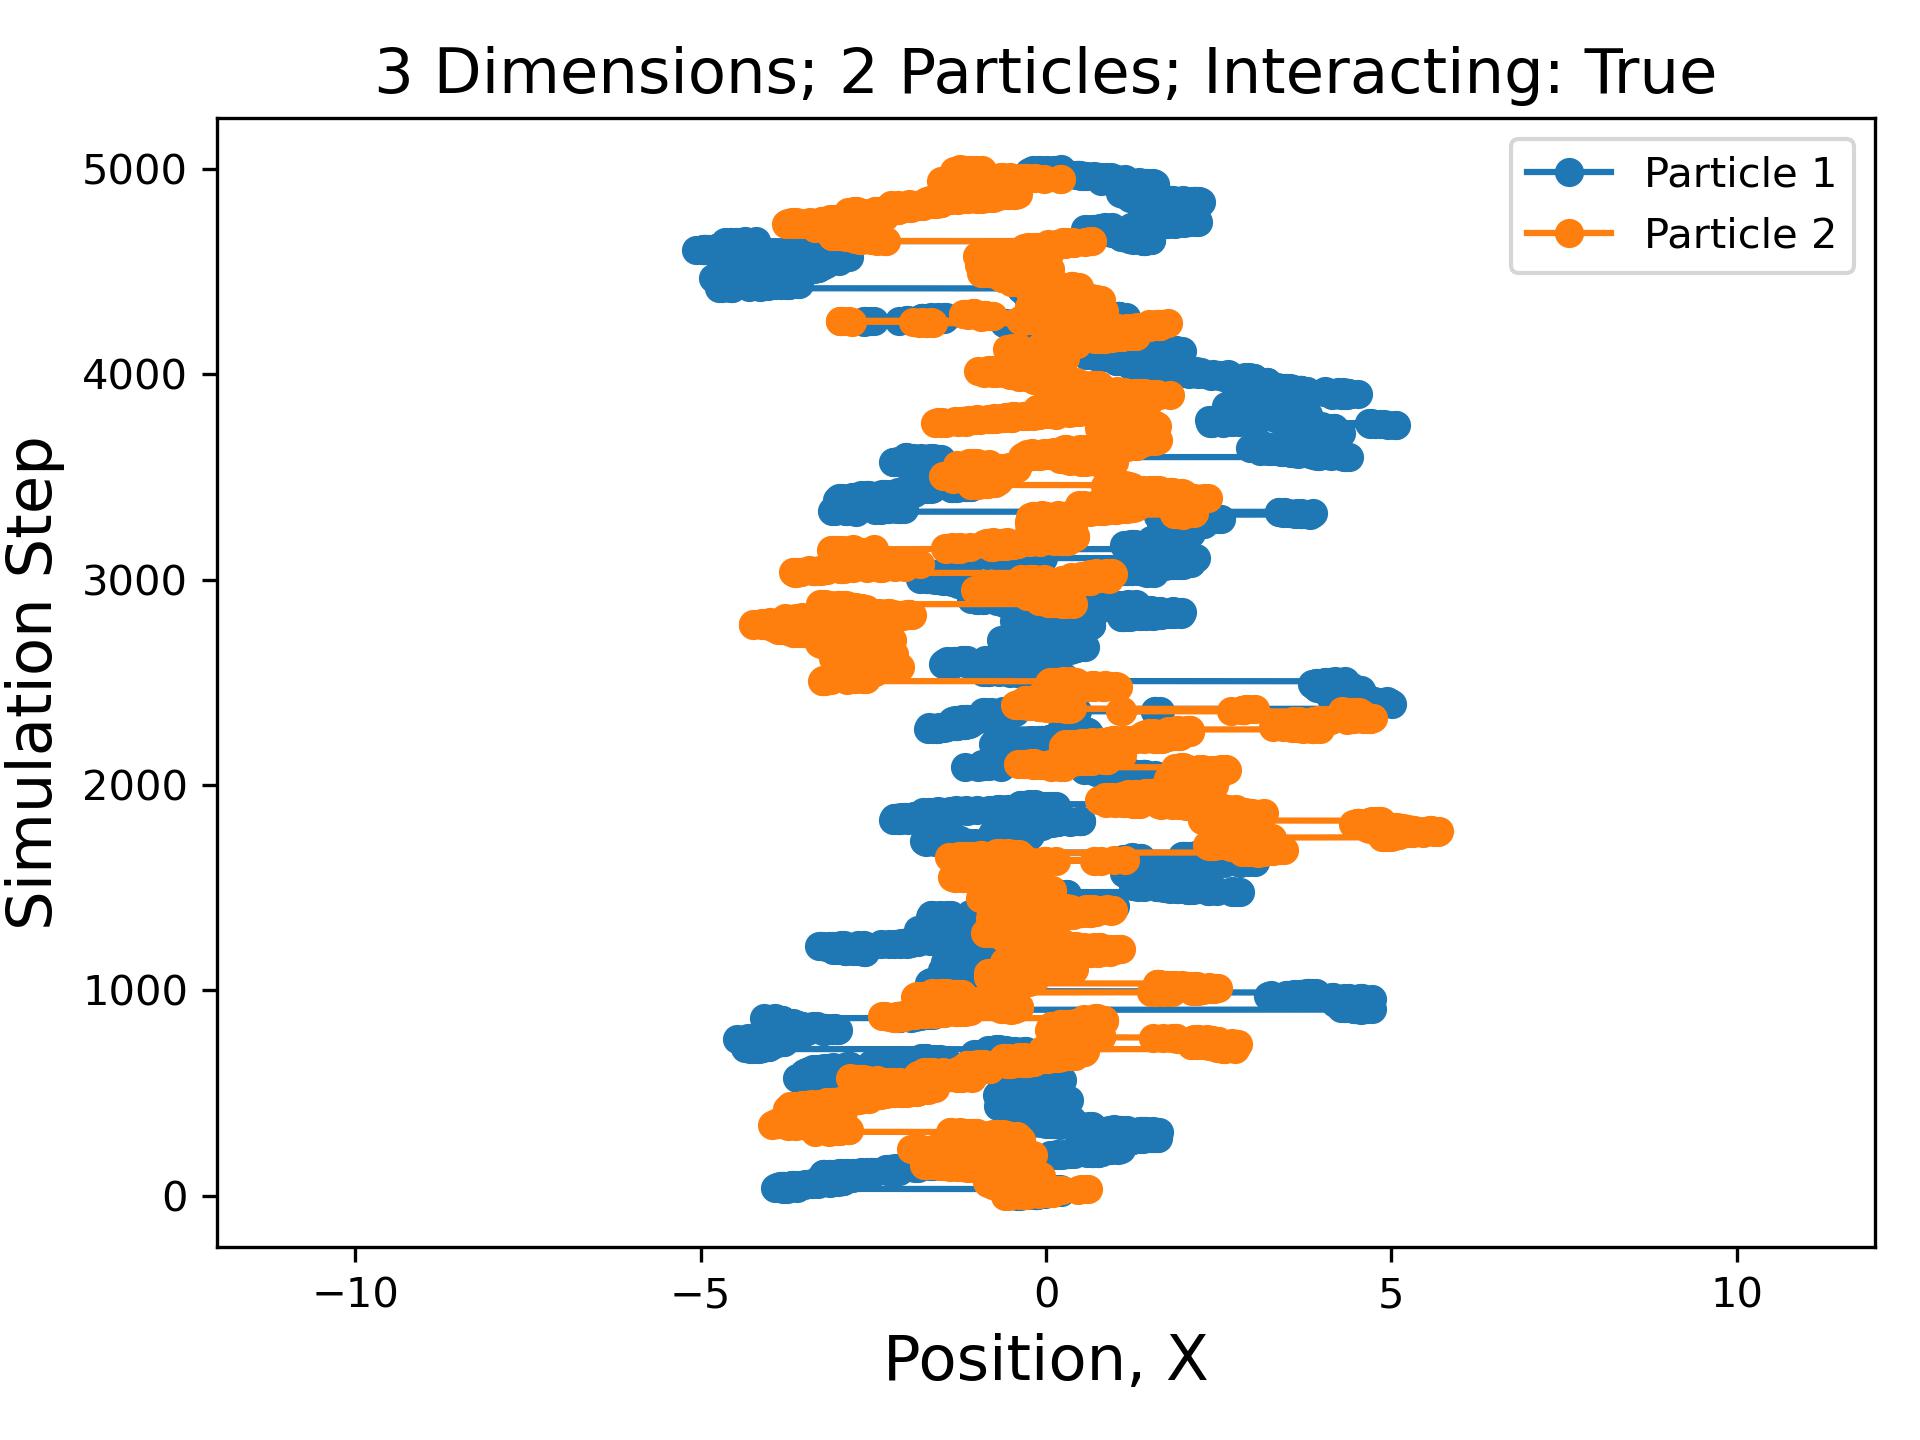 3 Dimensions; 2 Particles; Interacting: True
Particle 1
Particle 2
Simulation Step
5000
4000
3000
2000
1000
0
−10
−5
0
5
10
Position, X